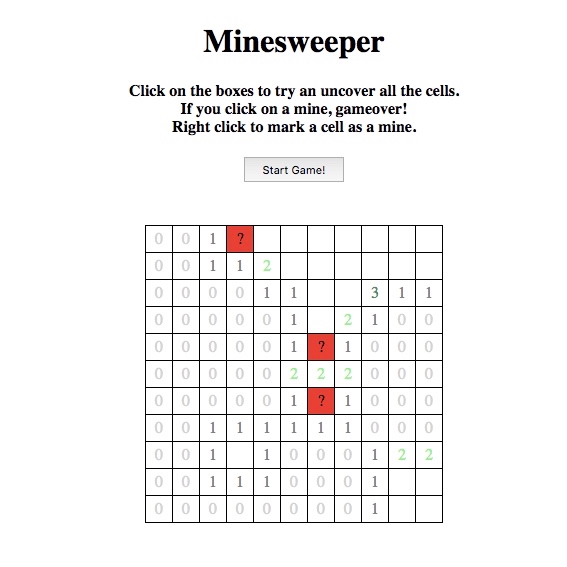 Minesweeper
Click on the boxes to try an uncover all the cells.
If you click on a mine, gameover!
Right click to mark a cell as a mine.
Start Game!
0 0 1 ?
0 0 1 1 2
0 0 0 0 1 1 3 1 1
0 0 0 0 0 1 2 1 0 0
0 0 0 0 0 1 ? 1 0 0 0
0 0 0 0 0 2 2 2 0 0 0
0 0 0 0 0 1 ? 1 0 0 0
0 0 1 1 1 1 1 1 0 0 0
0 0 1 1 0 0 0 1 2 2
0 0 1 1 1 0 0 0 1
0 0 0 0 0 0 0 0 1